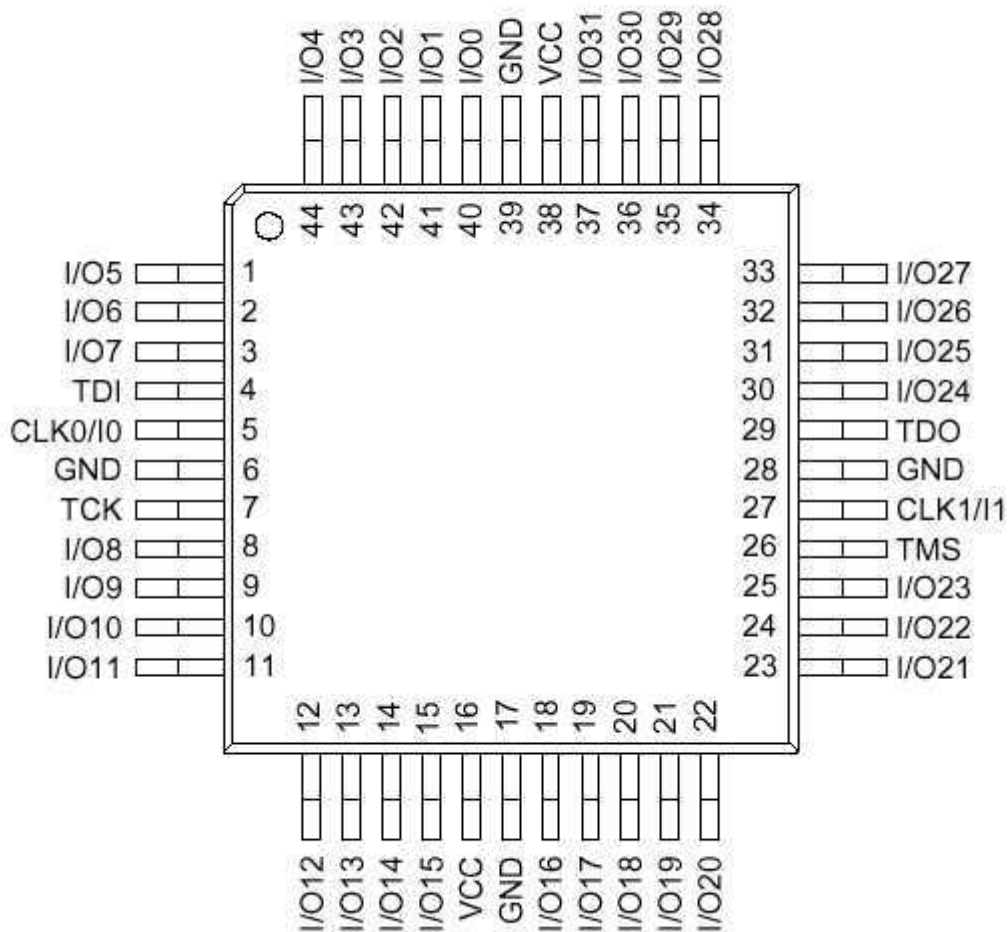 I/O4 I/O3 I/O2 I/O1 I/O0 GND VCC I/O31 I/O30 I/O29 I/O28
44 43 42 41 40 39 38 37 36 35 34
I/O5 1 33 I/O27
I/O6 2 32 I/O26
I/O7 3 31 I/O25
TDI 4 30 I/O24
CLK0/I0 5 29 TDO
GND 6 28 GND
TCK 7 27 CLK1/I1
I/O8 8 26 TMS
I/O9 9 25 I/O23
I/O10 10 24 I/O22
I/O11 11 23 I/O21
12 13 14 15 16 17 18 19 20 21 22
I/O12 I/O13 I/O14 I/O15 VCC GND I/O16 I/O17 I/O18 I/O19 I/O20